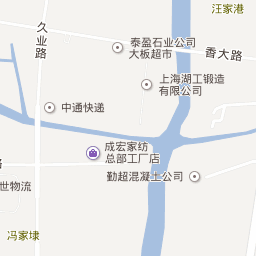 汪家港
久业路
泰盈石业公司
大板超市
香大路
上海湖工锻造
有限公司
中通快递
成宏家纺
总部工厂店
路
世物流
勤超混凝土公司
冯家埭